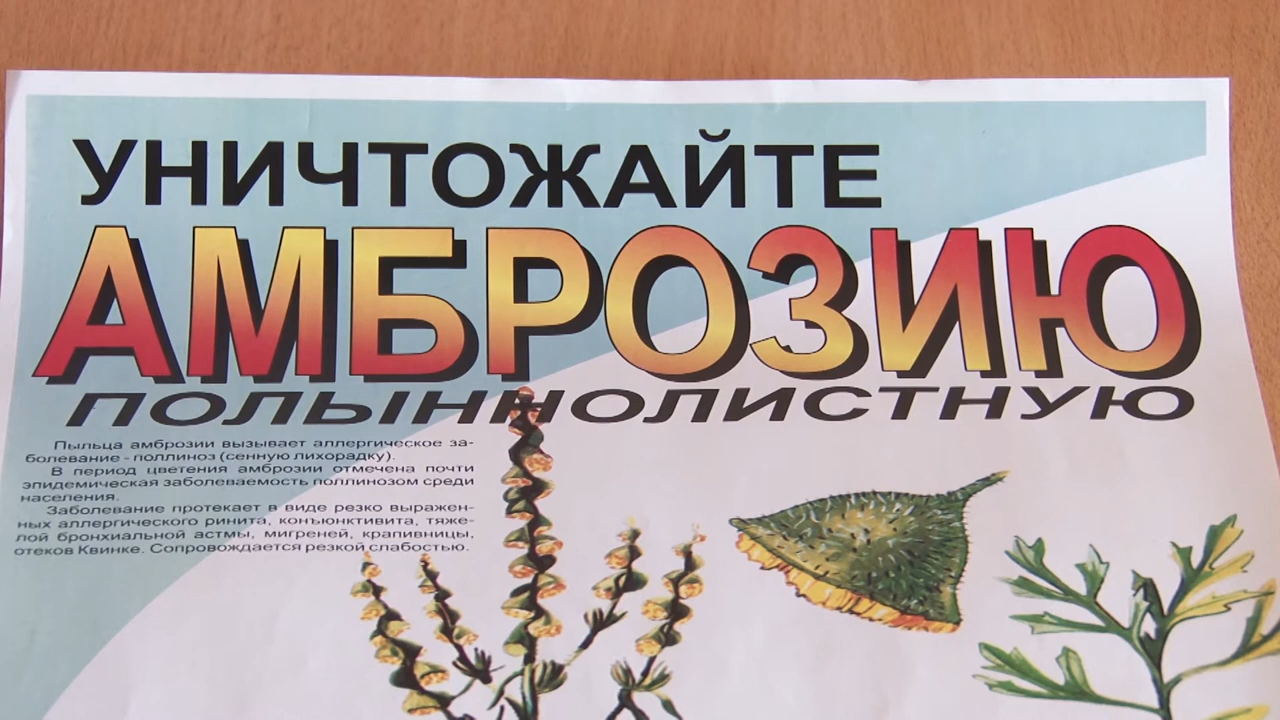 УНИЧТОЖАЙТЕ
АМБРОЗИЮ
ПОЛЫННОЛИСТНУЮ
Пыльца амброзии вызывает аллергическое за-
болевание - поллиноз (сенную лихорадку).
В период цветения амброзии отмечена почти
эпидемическая заболеваемость поллинозом среди
населения.
Заболевание протекает в виде резко выражен-
ных аллергического ринита, конъюнктивита, тяже-
лой бронхиальной астмы, мигреней, крапивницы,
отеков Квинке. Сопровождается резкой слабостью.